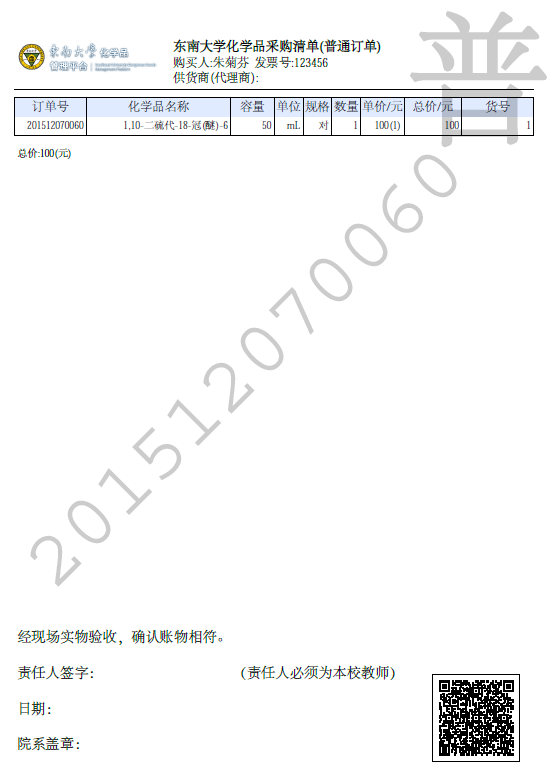 东南大学 化学品
管理平台
东南大学化学品采购清单(普通订单)
购买人:朱菊芬 发票号:123456
供货商(代理商):
普
订单号 化学品名称 容量 单位 规格 数量 单价/元 总价/元 货号
201512070060 1,10-二硫代-18-冠(醚)-6 50 mL 对 1 100(1) 100 1
总价:100(元)
201512070060
经现场实物验收，确认账物相符。
责任人签字: (责任人必须为本校教师)
日期:
院系盖章: